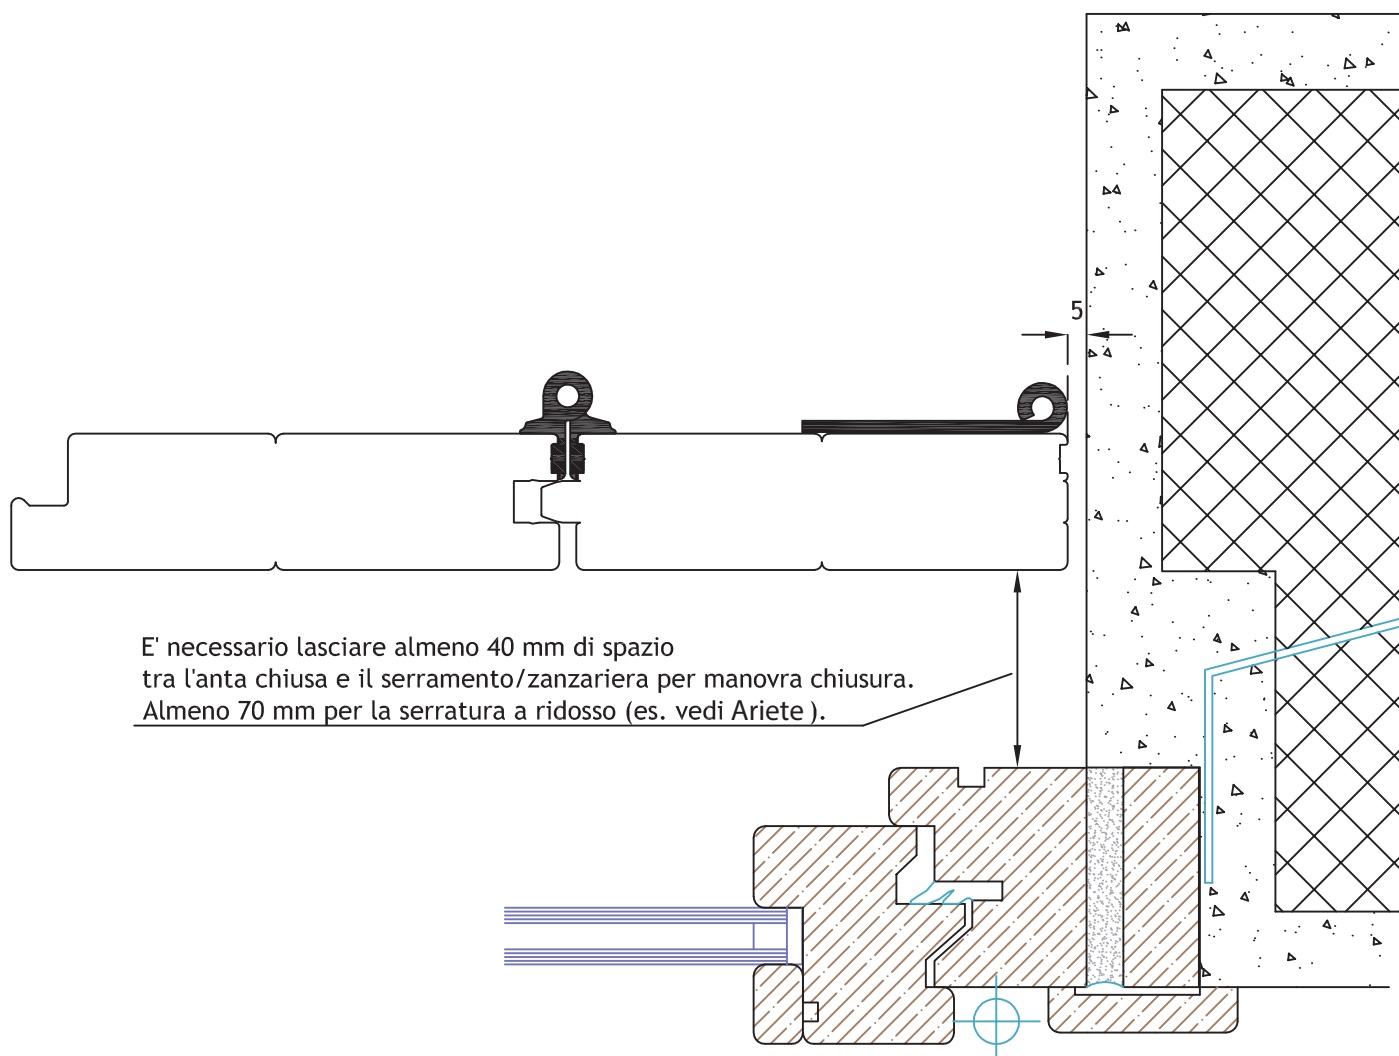 5
E' necessario lasciare almeno 40 mm di spazio
tra l'anta chiusa e il serramento/zanzariera per manovra chiusura.
Almeno 70 mm per la serratura a ridosso (es. vedi Ariete ).